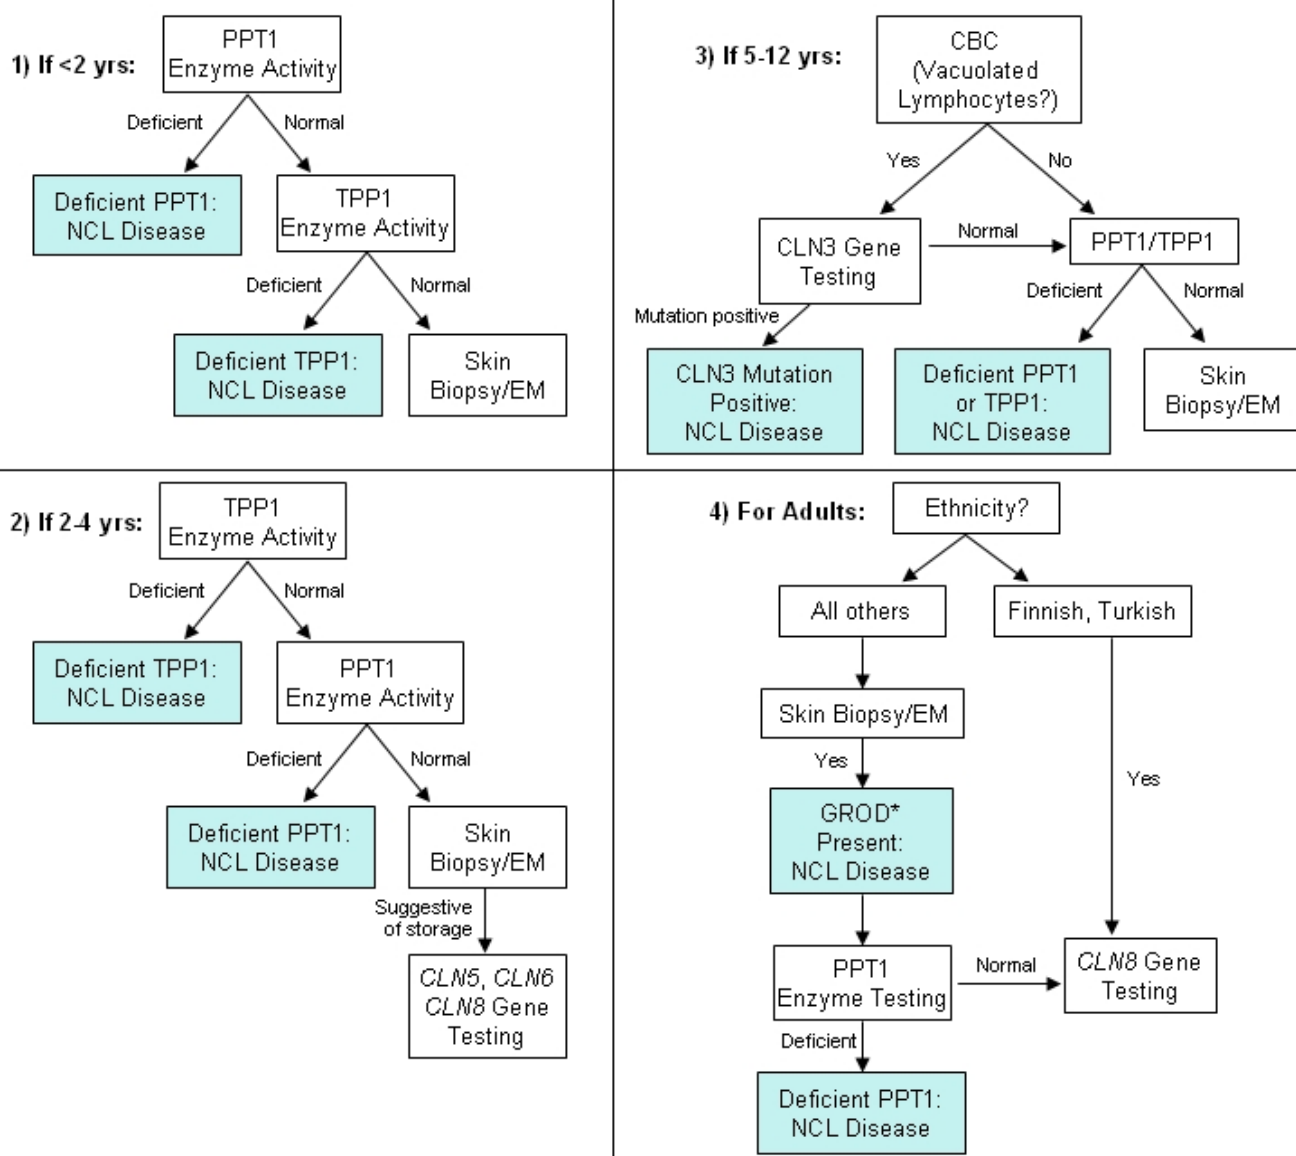 1) If <2 yrs:
PPT1
Enzyme Activity
Deficient
Normal
Deficient PPT1:
NCL Disease
TPP1
Enzyme Activity
Deficient
Normal
Deficient TPP1:
NCL Disease
Skin
Biopsy/EM
3) If 5-12 yrs:
CBC
(Vacuolated
Lymphocytes?)
Yes
No
CLN3 Gene
Testing
Normal
PPT1/TPP1
Mutation positive
Deficient
Normal
CLN3 Mutation
Positive:
NCL Disease
Deficient PPT1
or TPP1:
NCL Disease
Skin
Biopsy/EM
2) If 2-4 yrs:
TPP1
Enzyme Activity
Deficient
Normal
Deficient TPP1:
NCL Disease
PPT1
Enzyme Activity
Deficient
Normal
Deficient PPT1:
NCL Disease
Skin
Biopsy/EM
Suggestive
of storage
CLN5, CLN6
CLN8 Gene
Testing
4) For Adults:
Ethnicity?
All others
Finnish, Turkish
Skin Biopsy/EM
Yes
Yes
GROD*
Present:
NCL Disease
PPT1
Enzyme Testing
Normal
CLN8 Gene
Testing
Deficient
Deficient PPT1:
NCL Disease